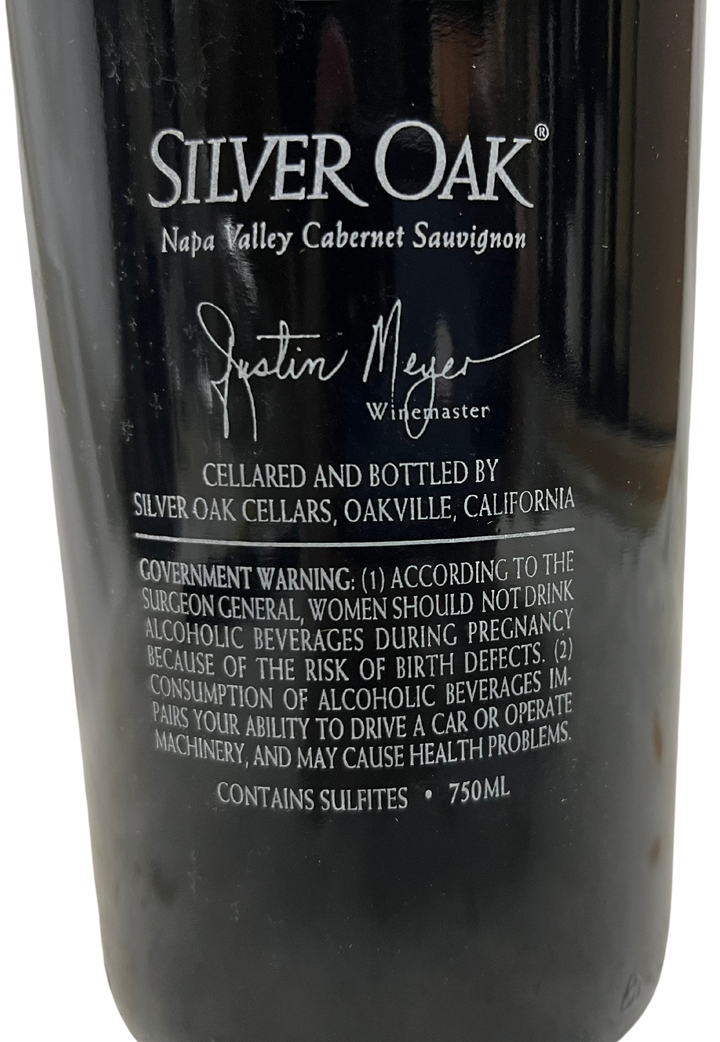 SILVER OAK®
Napa Valley Cabernet Sauvignon
Justin Meyer
Winemaster
CELLARED AND BOTTLED BY
SILVER OAK CELLARS, OAKVILLE, CALIFORNIA
GOVERNMENT WARNING: (1) ACCORDING TO THE
SURGEON GENERAL, WOMEN SHOULD NOT DRINK
ALCOHOLIC BEVERAGES DURING PREGNANCY
BECAUSE OF THE RISK OF BIRTH DEFECTS. (2)
CONSUMPTION OF ALCOHOLIC BEVERAGES IM-
PAIRS YOUR ABILITY TO DRIVE A CAR OR OPERATE
MACHINERY, AND MAY CAUSE HEALTH PROBLEMS.
CONTAINS SULFITES • 750ML